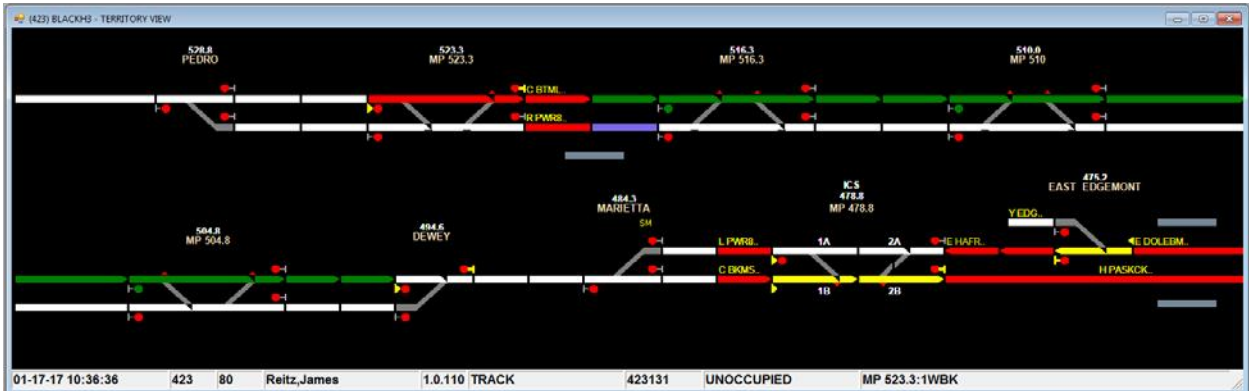 (423) BLACKH3 - TERRITORY VIEW
528.8
PEDRO
523.3
MP 523.3
516.3
MP 516.3
510.0
MP 510
C BTML..
R PWR8..
504.8
MP 504.8
494.6
DEWEY
484.3
MARIETTA
SM
ICS
478.8
MP 478.8
475.2
EAST EDGEMONT
Y EDG..
L PWR8..
1A
2A
E HAFR..
E DOLEBM..
C BKMS..
H PASKCK..
1B
2B
01-17-17 10:36:36 423 80 Reitz,James 1.0.110 TRACK 423131 UNOCCUPIED MP 523.3:1WBK